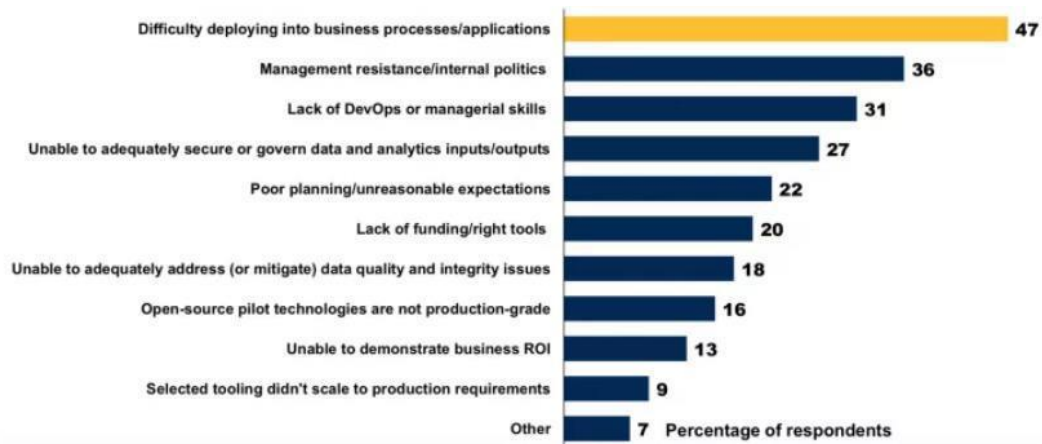 Difficulty deploying into business processes/applications 47
Management resistance/internal politics 36
Lack of DevOps or managerial skills 31
Unable to adequately secure or govern data and analytics inputs/outputs 27
Poor planning/unreasonable expectations 22
Lack of funding/right tools 20
Unable to adequately address (or mitigate) data quality and integrity issues 18
Open-source pilot technologies are not production-grade 16
Unable to demonstrate business ROI 13
Selected tooling didn't scale to production requirements 9
Other 7 Percentage of respondents